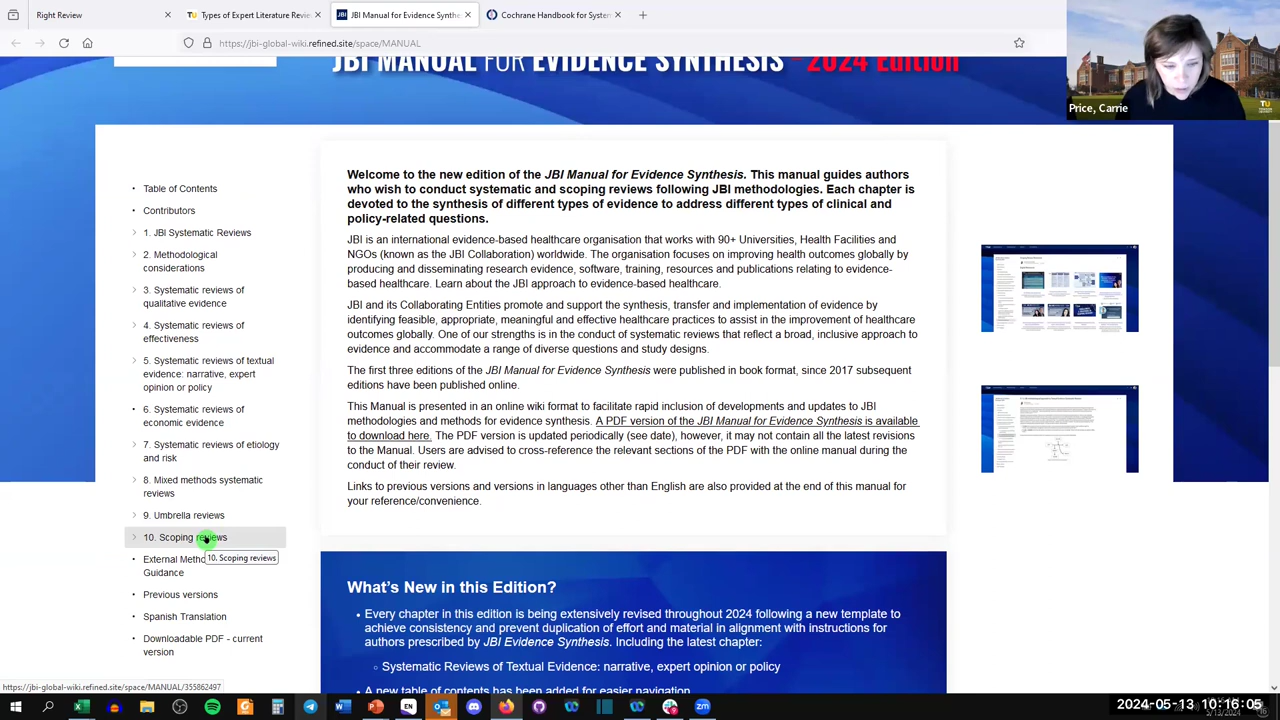 Right Review
Types of Expert Literature Revi
JBI Manual for Evidence Synthe
Cochrane Handbook for System
https://jbi-global-wiki.refined.site/space/MANUAL
JBI MANUAL FOR EVIDENCE SYNTHESIS - 2024 Edition
Price, Carrie
TU
Table of Contents
Contributors
1. JBI Systematic Reviews
2. Methodological
considerations
3. Systematic reviews of
qualitative evidence
4. Systematic reviews of
effectiveness
5. Systematic reviews of textual
evidence: narrative, expert
opinion or policy
6. Systematic reviews of
economic evidence
7. Systematic reviews of etiology
and risk
8. Mixed methods systematic
reviews
9. Umbrella reviews
10. Scoping reviews
External Metho
10. Scoping reviews
Guidance
Previous versions
Spanish Translation
Downloadable PDF - current
version
Welcome to the new edition of the JBI Manual for Evidence Synthesis. This manual guides authors
who wish to conduct systematic and scoping reviews following JBI methodologies. Each chapter is
devoted to the synthesis of different types of evidence to address different types of clinical and
policy-related questions.
JBI is an international evidence-based healthcare organisation that works with 90+ Universities, Health Facilities and
NGOs (known as the JBI Collaboration) worldwide. The organisation focuses on improving health outcomes globally by
producing and disseminating research evidence, software, training, resources and publications relating to evidence-
based healthcare. Learn about the JBI approach to evidence-based healthcare.
JBI and its collaborating entities promote and support the synthesis, transfer and implementation of evidence by
identifying feasible, appropriate, meaningful and effective healthcare practices to assist in the improvement of healthcare
outcomes globally. One of our strengths is in the conduct of systematic reviews that reflect a broad, inclusive approach to
evidence and accommodate a range of diverse questions and study designs.
The first three editions of the JBI Manual for Evidence Synthesis were published in book format, since 2017 subsequent
editions have been published online.
This Manual is presented in an online wiki format to facilitate rapid inclusion of developments and updates to JBI
methodology or methods for evidence synthesis. A PDF version of the JBI Manual for Evidence Synthesis is available
to download here. The PDF version is updated periodically (see date), however, it may not contain all the latest revisions
to the Manual. Users are advised to cross-reference the relevant sections of the PDF with the online manual during the
conduct of their review.
Links to previous versions and versions in languages other than English are also provided at the end of this manual for
your reference/convenience.
What's New in this Edition?
• Every chapter in this edition is being extensively revised throughout 2024 following a new template to
achieve consistency and prevent duplication of effort and material in alignment with instructions for
authors prescribed by JBI Evidence Synthesis. Including the latest chapter:
Systematic Reviews of Textual Evidence: narrative, expert opinion or policy
• A new table of contents has been added for easier navigation
https://jbi-global-wiki.refined.site/space/MANUAL/355862497
2024-05-13 10:16:05